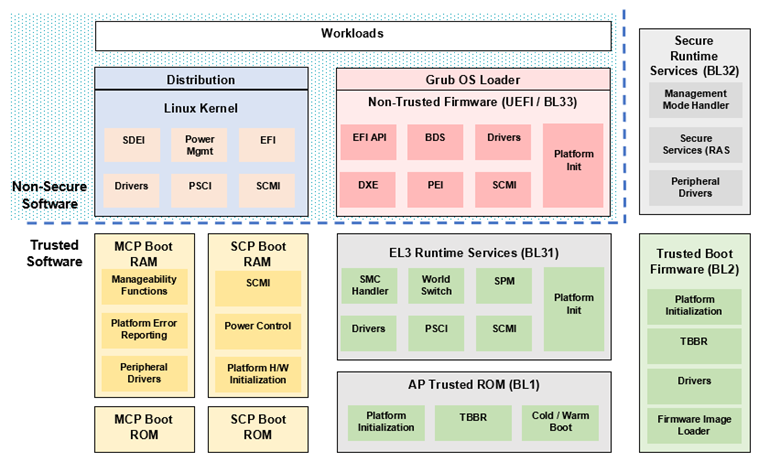 Workloads
Distribution
Linux Kernel
SDEI
Power
Mgmt
EFI
Drivers
PSCI
SCMI
Grub OS Loader
Non-Trusted Firmware (UEFI / BL33)
EFI API
BDS
Drivers
Platform
Init
DXE
PEI
SCMI
Secure
Runtime
Services (BL32)
Management
Mode Handler
Secure
Services (RAS
Peripheral
Drivers
Non-Secure
Software
Trusted
Software
MCP Boot
RAM
Manageability
Functions
Platform Error
Reporting
Peripheral
Drivers
SCP Boot
RAM
SCMI
Power Control
Platform H/W
Initialization
EL3 Runtime Services (BL31)
SMC
Handler
World
Switch
SPM
Platform
Init
Drivers
PSCI
SCMI
Trusted Boot
Firmware (BL2)
Platform
Initialization
TBBR
Drivers
Firmware Image
Loader
MCP Boot
ROM
SCP Boot
ROM
AP Trusted ROM (BL1)
Platform
Initialization
TBBR
Cold / Warm
Boot